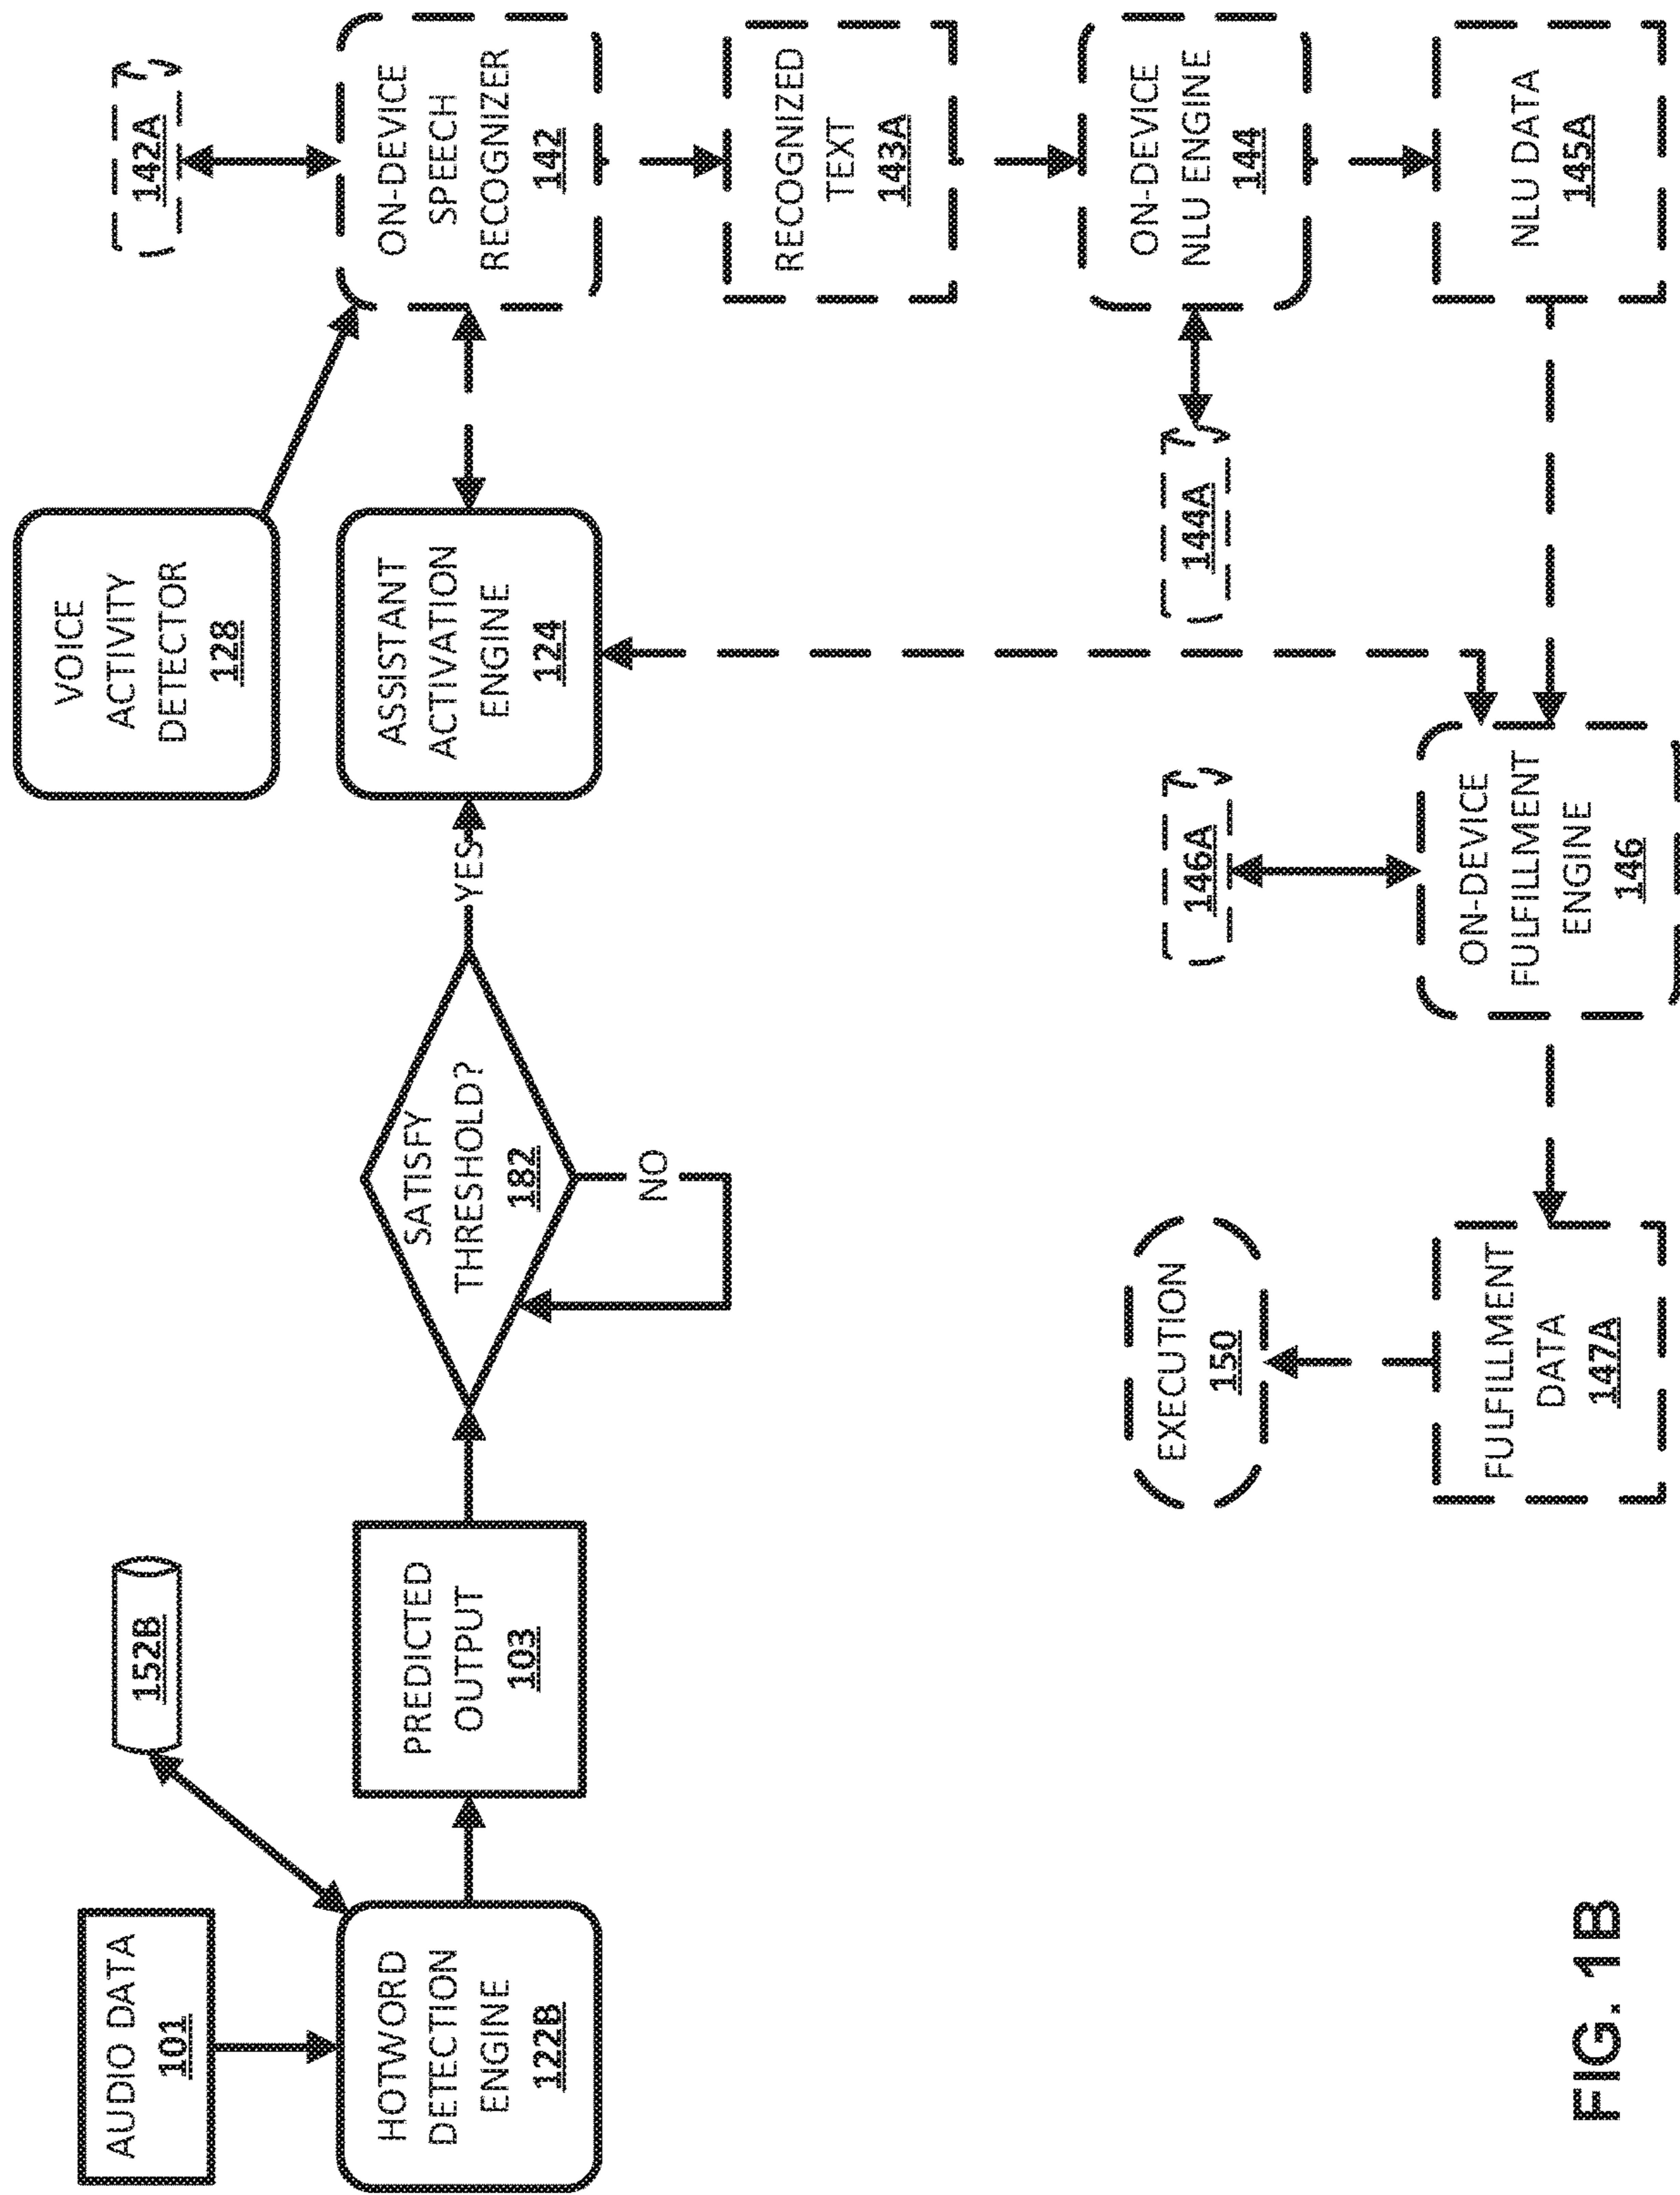 AUDIO DATA
101
152B
HOTWORD
DETECTION
ENGINE
122B
PREDICTED
OUTPUT
103
SATISFY
THRESHOLD?
182
YES
NO
VOICE
ACTIVITY
DETECTOR
128
ASSISTANT
ACTIVATION
ENGINE
124
142A
ON-DEVICE
SPEECH
RECOGNIZER
142
RECOGNIZED
TEXT
143A
ON-DEVICE
NLU ENGINE
144
144A
NLU DATA
145A
146A
ON-DEVICE
FULFILLMENT
ENGINE
146
FULFILLMENT
DATA
147A
EXECUTION
150
FIG. 1B